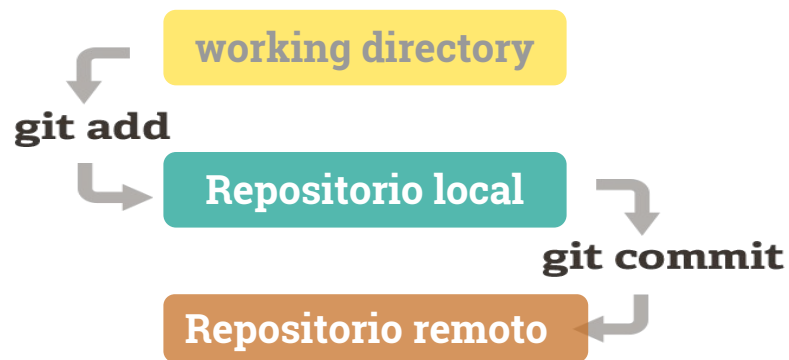 working directory
git add
Repositorio local
git commit
Repositorio remoto